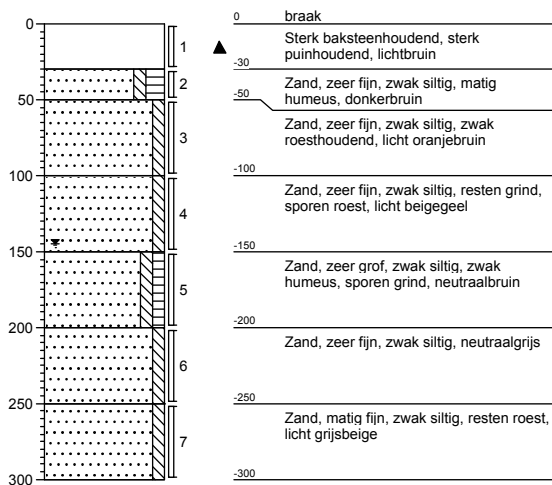 0
50
100
150
200
250
300
1
2
3
4
5
6
7
0 braak
Sterk baksteenhoudend, sterk
puinhoudend, lichtbruin
-30
Zand, zeer fijn, zwak siltig, matig
humeus, donkerbruin
-50
Zand, zeer fijn, zwak siltig, zwak
roesthoudend, licht oranjebruin
-100
Zand, zeer fijn, zwak siltig, resten grind,
sporen roest, licht beigegeel
-150
Zand, zeer grof, zwak siltig, zwak
humeus, sporen grind, neutraalbruin
-200
Zand, zeer fijn, zwak siltig, neutraalgrijs
-250
Zand, matig fijn, zwak siltig, resten roest,
licht grijsbeige
-300